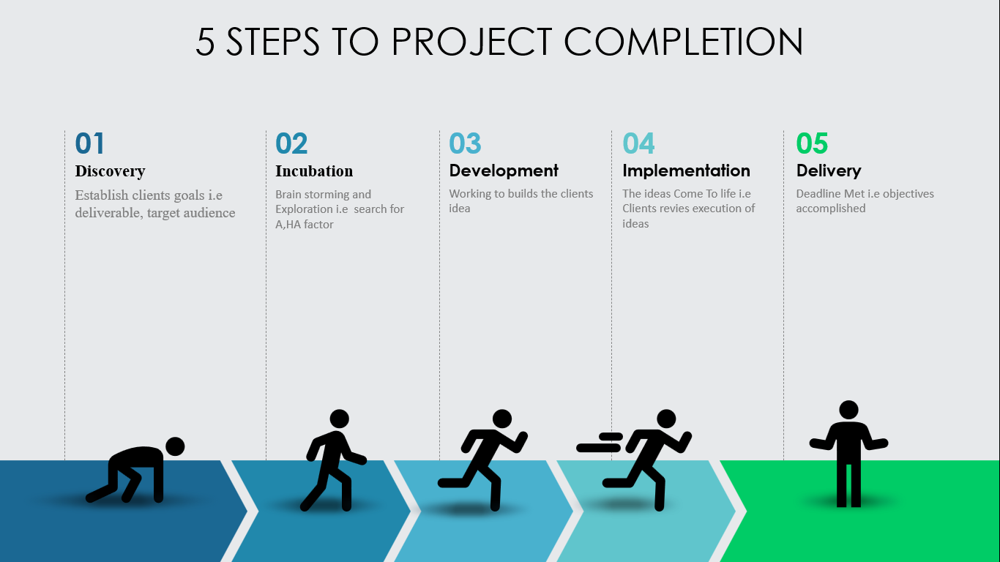 5 STEPS TO PROJECT COMPLETION
01
Discovery
Establish clients goals i.e
deliverable, target audience
02
Incubation
Brain storming and
Exploration i.e  search for
A,HA factor
03
Development
Working to builds the clients
idea
04
Implementation
The ideas Come To life i.e
Clients revies execution of
ideas
05
Delivery
Deadline Met i.e objectives
accomplished